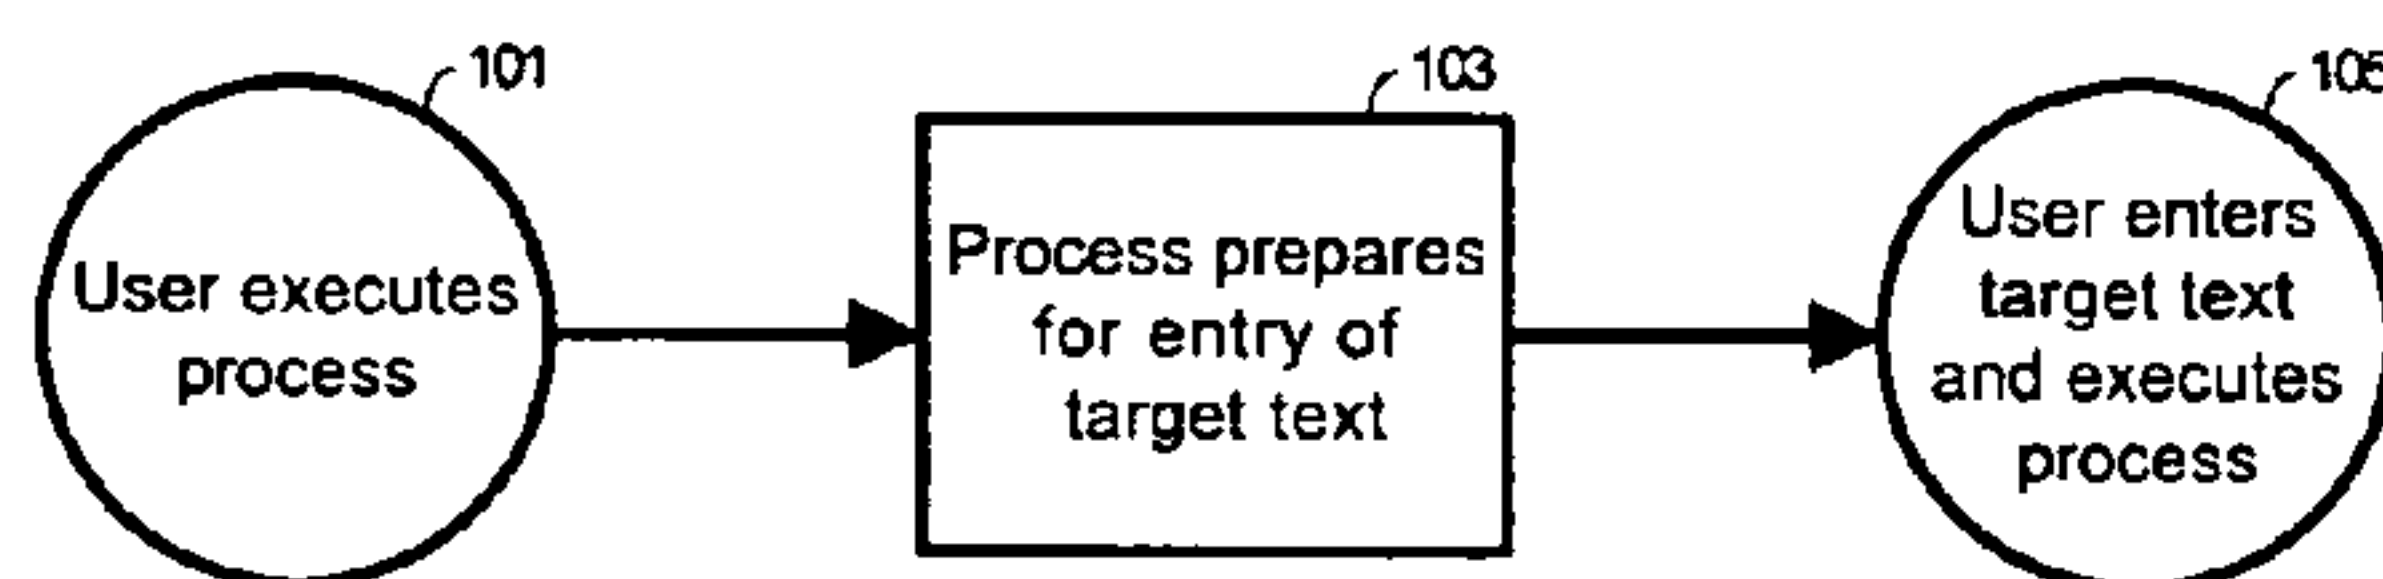 101
User executes
process
103
Process prepares
for entry of
target text
105
User enters
target text
and executes
process